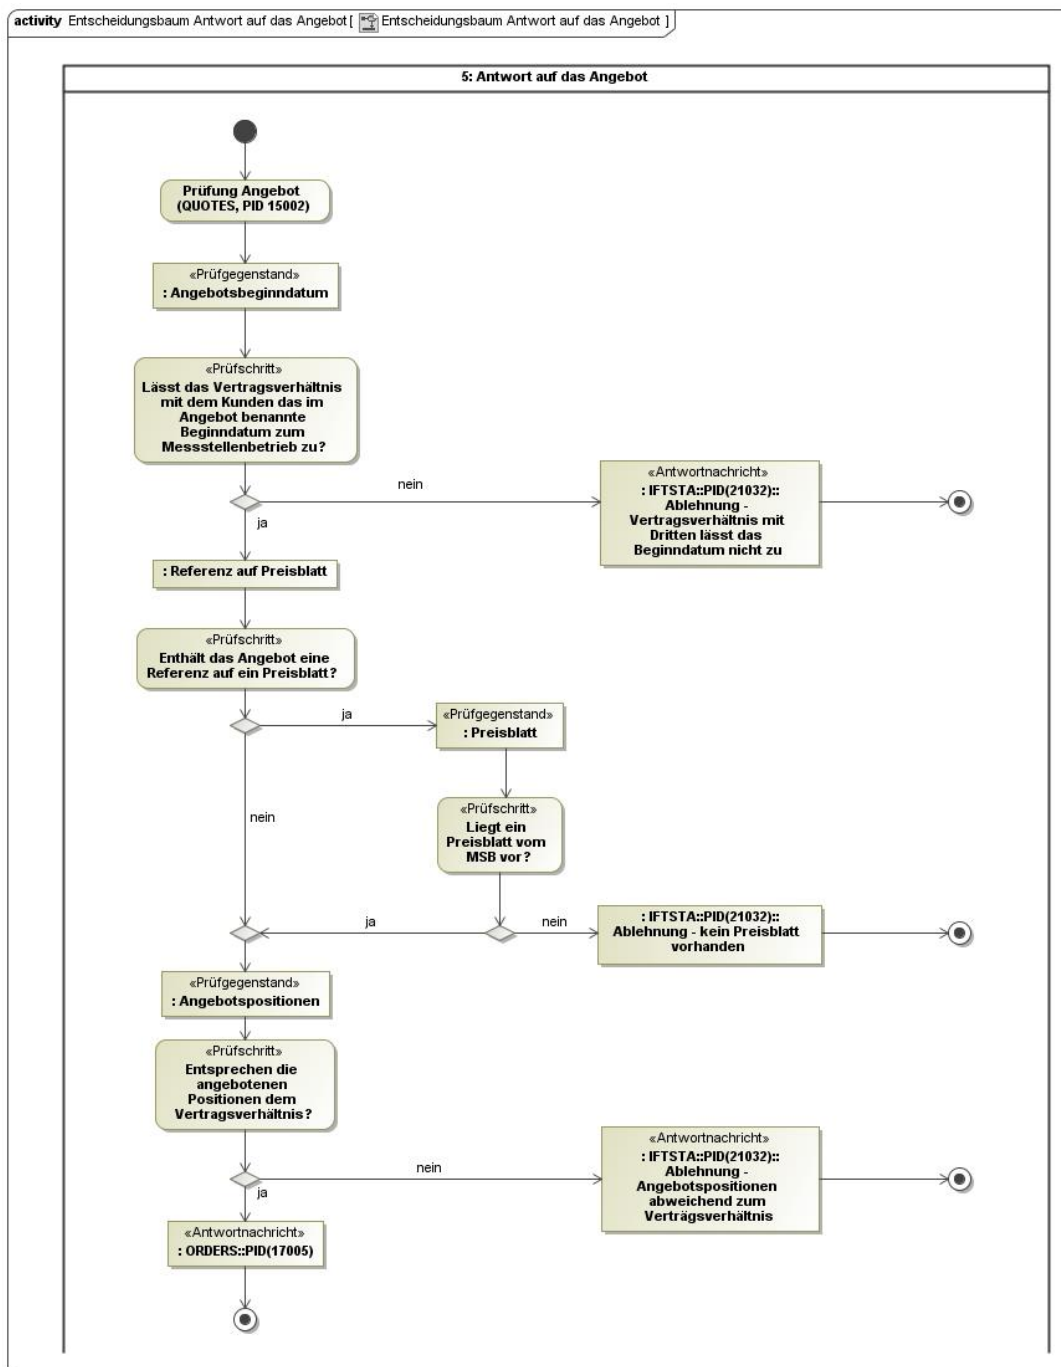 activity Entscheidungsbaum Antwort auf das Angebot [ Entscheidungsbaum Antwort auf das Angebot ]
5: Antwort auf das Angebot
Prüfung Angebot
(QUOTES, PID 15002)
«Prüfgegenstand»
: Angebotsbeginndatum
«Prüfschritt»
Lässt das Vertragsverhältnis
mit dem Kunden das im
Angebot benannte
Beginndatum zum
Messstellenbetrieb zu?
nein
«Antwortnachricht»
: IFTSTA::PID(21032)::
Ablehnung -
Vertragsverhältnis mit
Dritten lässt das
Beginndatum nicht zu
ja
: Referenz auf Preisblatt
«Prüfschritt»
Enthält das Angebot eine
Referenz auf ein Preisblatt?
ja
«Prüfgegenstand»
: Preisblatt
nein
«Prüfschritt»
Liegt ein
Preisblatt vom
MSB vor?
ja
nein
: IFTSTA::PID(21032)::
Ablehnung - kein Preisblatt
vorhanden
«Prüfgegenstand»
: Angebotspositionen
«Prüfschritt»
Entsprechen die
angebotenen
Positionen dem
Vertragsverhältnis?
nein
«Antwortnachricht»
: IFTSTA::PID(21032)::
Ablehnung -
Angebotspositionen
abweichend zum
Verträgsverhältnis
ja
«Antwortnachricht»
: ORDERS::PID(17005)